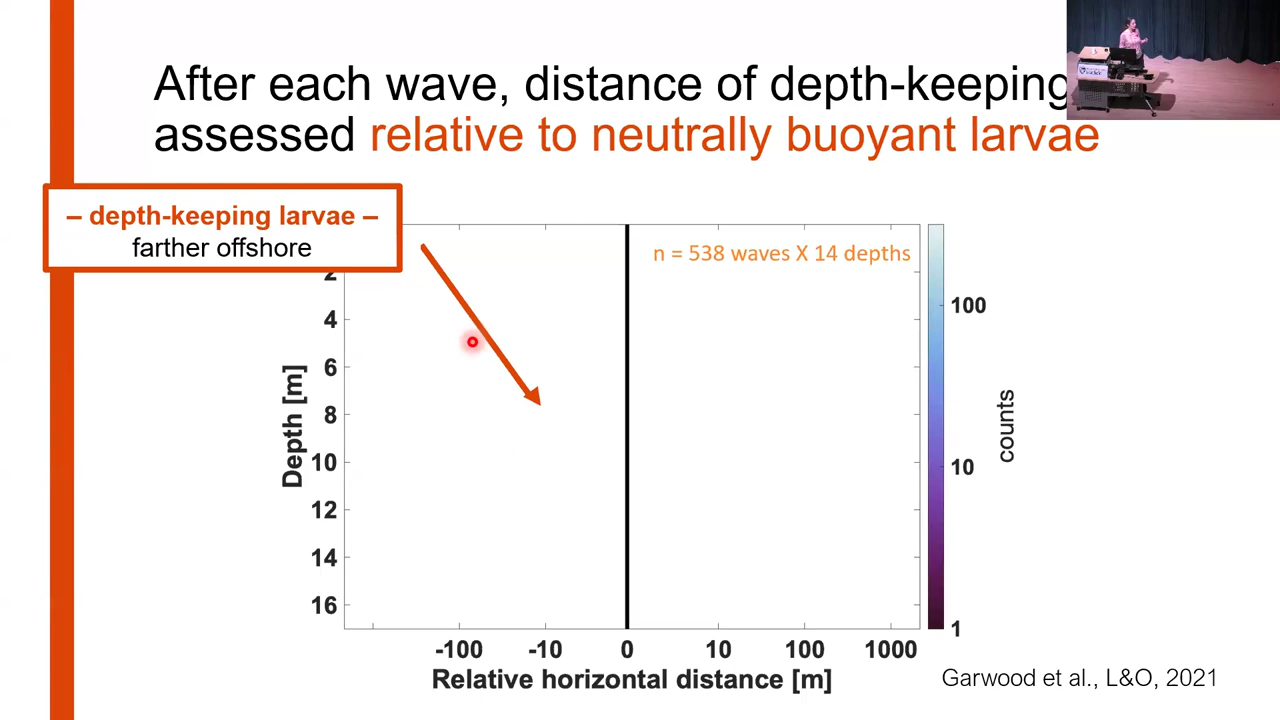 After each wave, distance of depth-keeping
assessed relative to neutrally buoyant larvae
– depth-keeping larvae –
farther offshore
n = 538 waves X 14 depths
2
4
6
8
10
12
14
16
Depth [m]
-100 -10 0 10 100 1000
Relative horizontal distance [m]
100
10
1
counts
Garwood et al., L&O, 2021